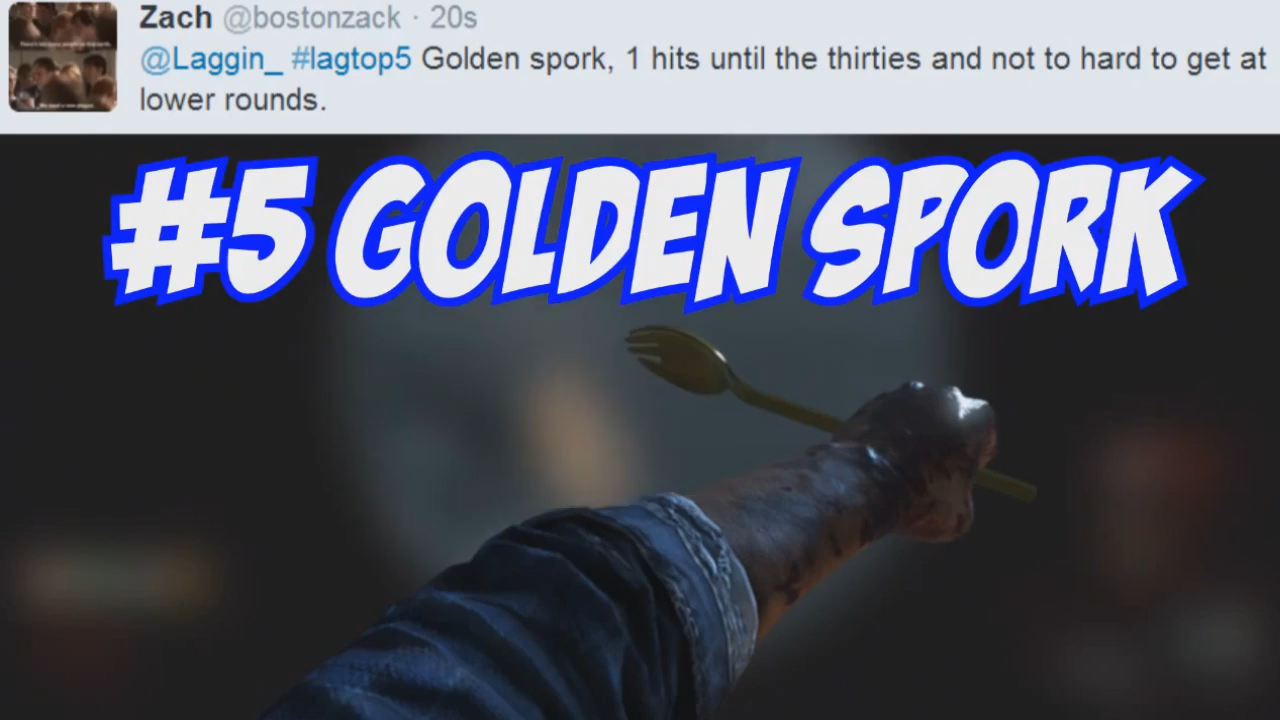 Zach @bostonzack · 20s
@Laggin_ #lagtop5 Golden spork, 1 hits until the thirties and not to hard to get at
lower rounds.
#5 GOLDEN SPORK